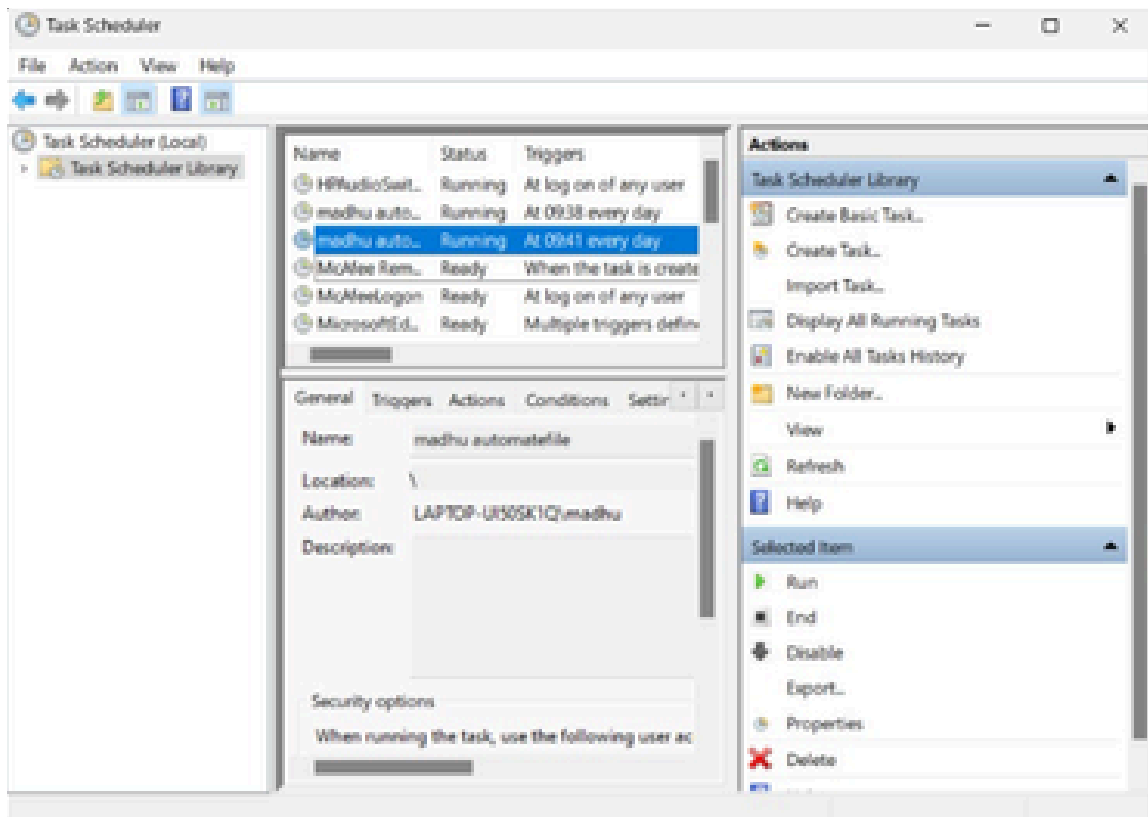 Task Scheduler
File Action View Help
Task Scheduler (Local)
Task Scheduler Library
Name Status Triggers
HPAudioSwit... Running At log on of any user
madhu auto... Running At 09:38 every day
madhu auto... Running At 09:41 every day
McAfee Rem... Ready When the task is create
McAfeeLogon Ready At log on of any user
MicrosoftEd... Ready Multiple triggers define
General Triggers Actions Conditions Settin
Name: madhu automatefile
Location: \
Author: LAPTOP-UI50SK1Q\madhu
Description:
Security options
When running the task, use the following user ac
Actions
Task Scheduler Library
Create Basic Task...
Create Task...
Import Task...
Display All Running Tasks
Enable All Tasks History
New Folder...
View
Refresh
Help
Selected Item
Run
End
Disable
Export...
Properties
Delete